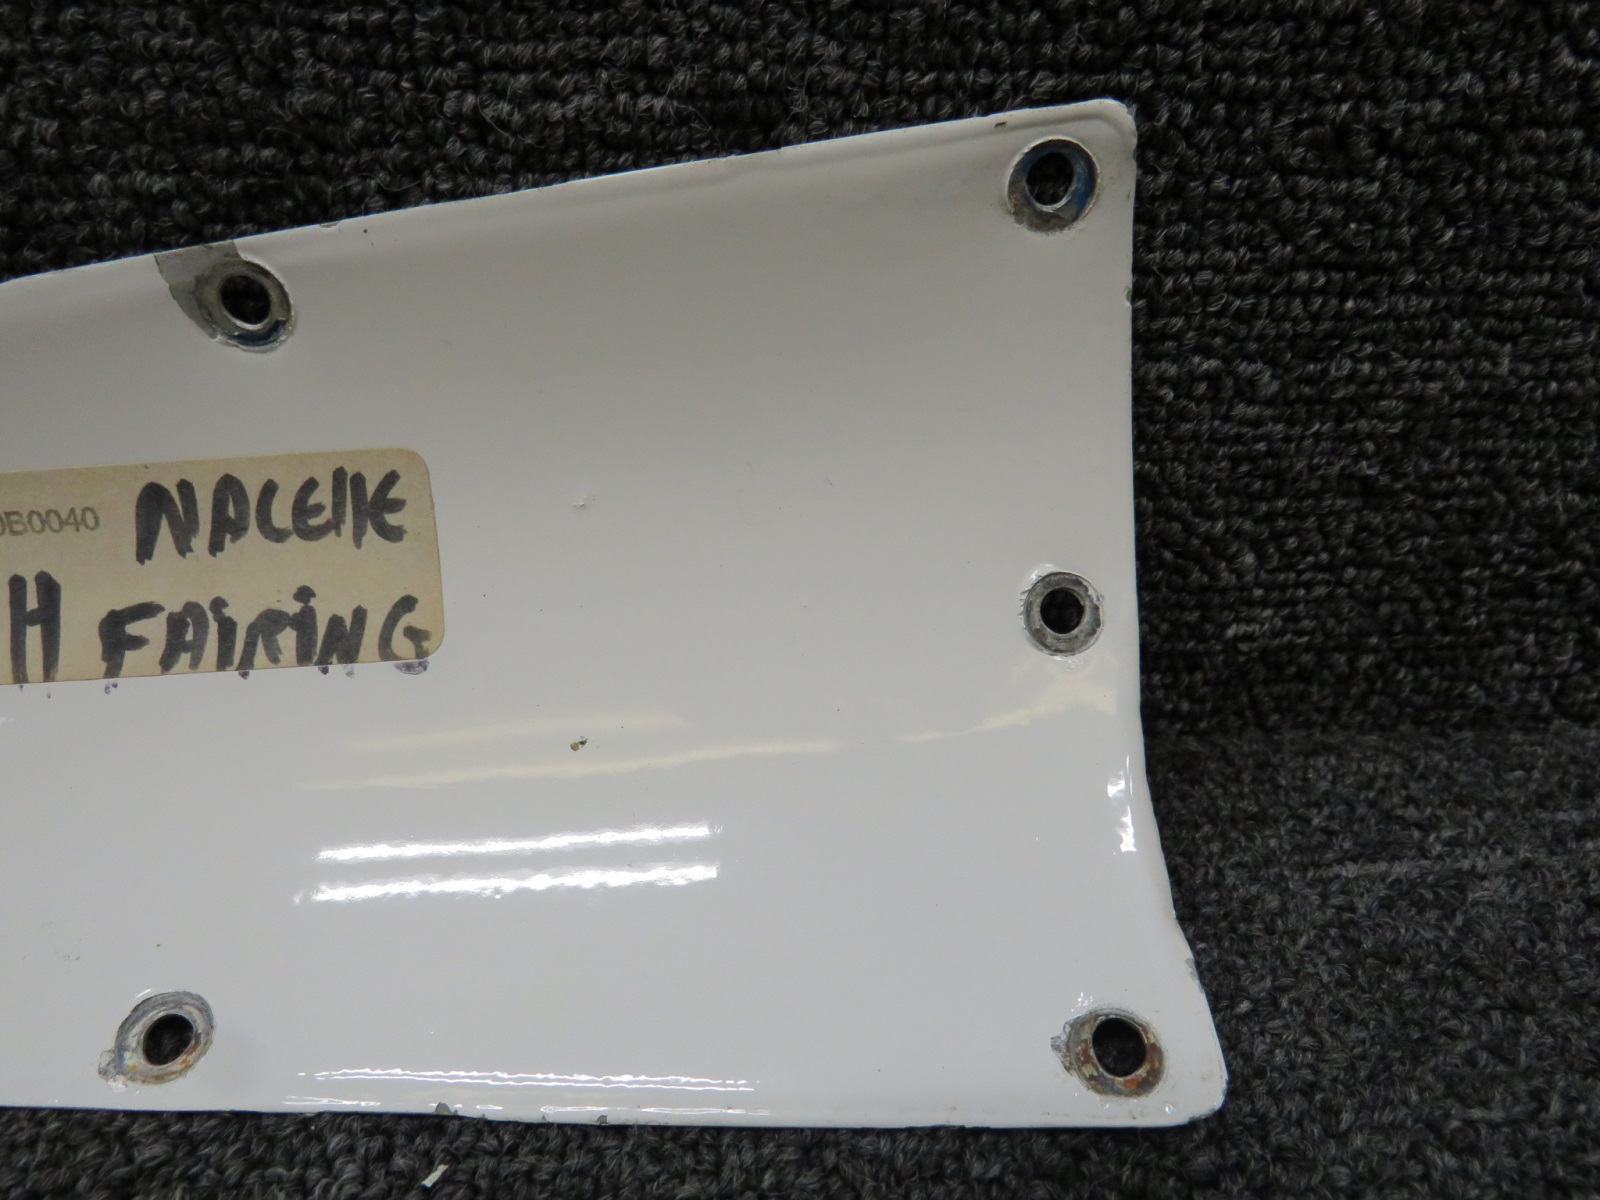 0B0040 NACElle
H FAiRiNG